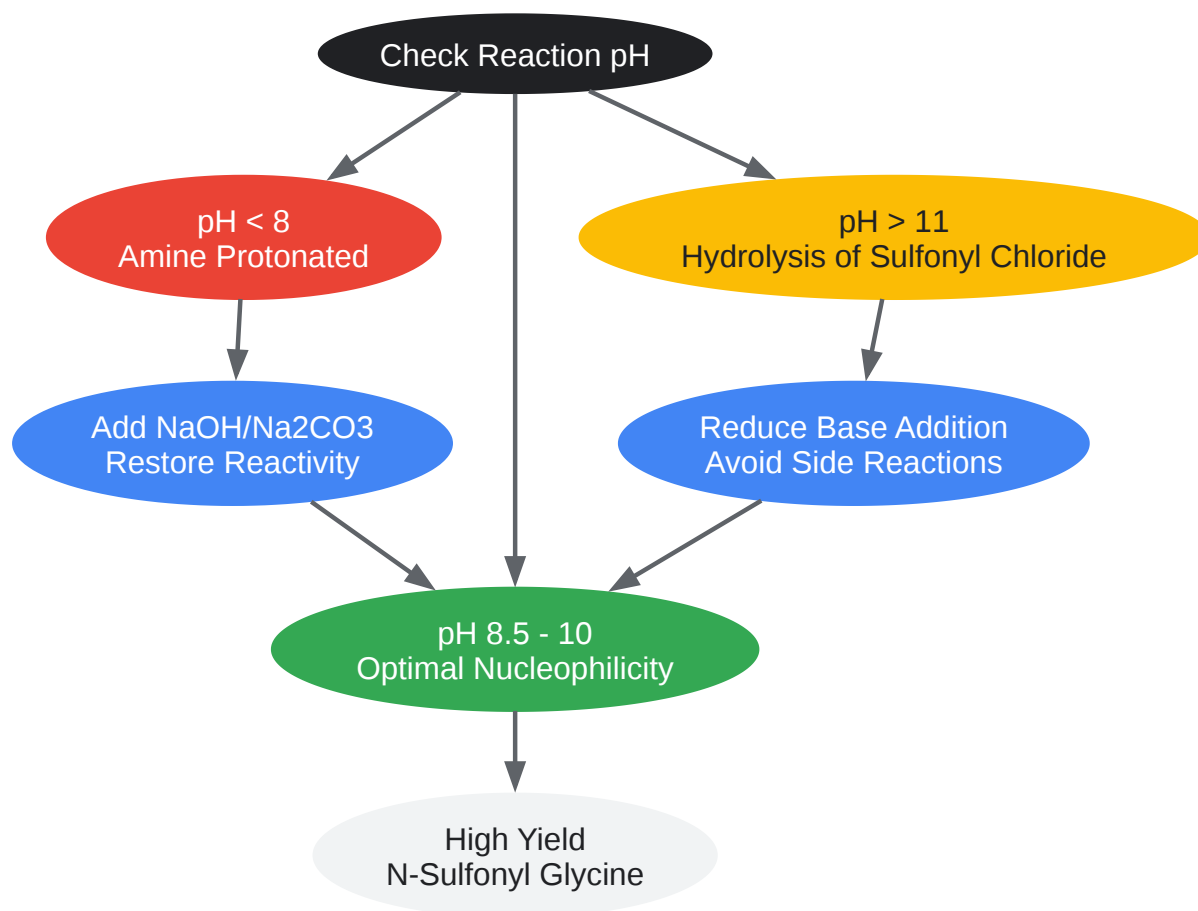 Check Reaction pH
pH < 8
Amine Protonated
pH > 11
Hydrolysis of Sulfonyl Chloride
Add NaOH/Na2CO3
Restore Reactivity
Reduce Base Addition
Avoid Side Reactions
pH 8.5 - 10
Optimal Nucleophilicity
High Yield
N-Sulfonyl Glycine